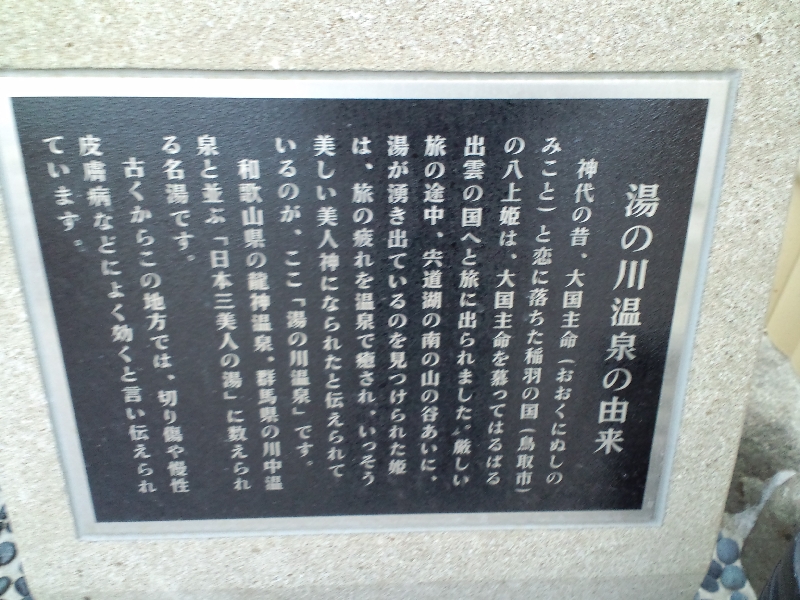 湯の川温泉の由来
神代の昔、大国主命(おおくにぬしの
みこと)と恋に落ちた稲羽の国(鳥取市)
の八上姫は、大国主命を慕ってはるばる
出雲の国へと旅に出られました。厳しい
旅の途中、宍道湖の南の山の谷あいに、
湯が湧き出ているのを見つけられた姫
は、旅の疲れを温泉で癒され、いっそう
美しい美人神になられたと伝えられて
いるのが、ここ「湯の川温泉」です。
和歌山県の龍神温泉、群馬県の川中温
泉と並ぶ「日本三美人の湯」に数えられ
る名湯です。
古くからこの地方では、切り傷や慢性
皮膚病などによく効くと言い伝えられ
ています。